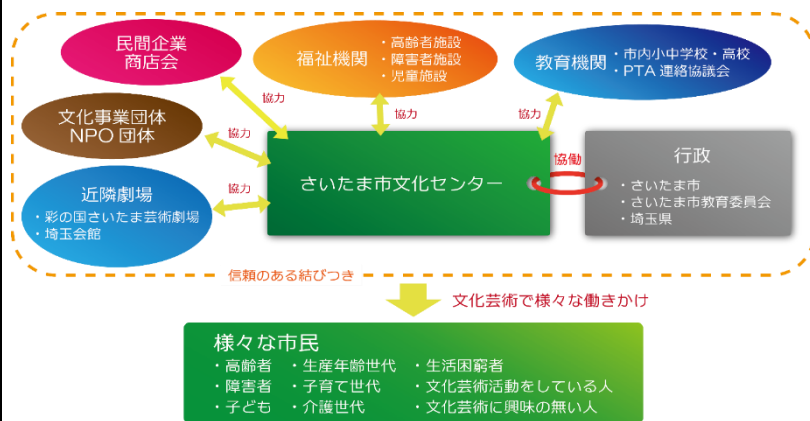 民間企業
商店会
福祉機関
・高齢者施設
・障害者施設
・児童施設
教育機関
・市内小中学校・高校
・PTA 連絡協議会
協力
協力
協力
文化事業団体
NPO 団体
協力
さいたま市文化センター
協働
行政
・さいたま市
・さいたま市教育委員会
・埼玉県
近隣劇場
・彩の国さいたま芸術劇場
・埼玉会館
協力
信頼のある結びつき
文化芸術で様々な働きかけ
様々な市民
・高齢者 ・生産年齢世代 ・生活困窮者
・障害者 ・子育て世代 ・文化芸術活動をしている人
・子ども ・介護世代 ・文化芸術に興味の無い人